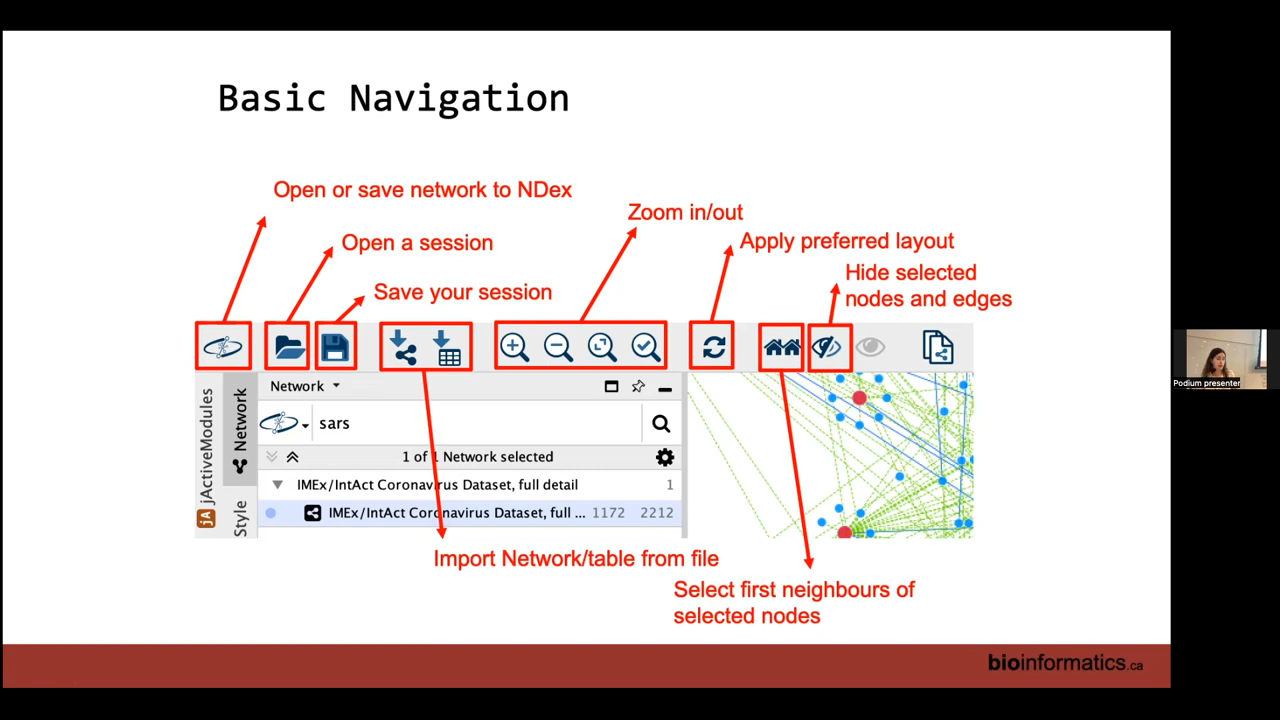 Basic Navigation
Open or save network to NDex
Open a session
Save your session
Zoom in/out
Apply preferred layout
Hide selected
nodes and edges
Network
sars
1 of 1 Network selected
IMEx/IntAct Coronavirus Dataset, full detail 1
IMEx/IntAct Coronavirus Dataset, full ... 1172 2212
jA jActiveModules
Network
Style
Import Network/table from file
Select first neighbours of
selected nodes
bioinformatics.ca
Podium presenter